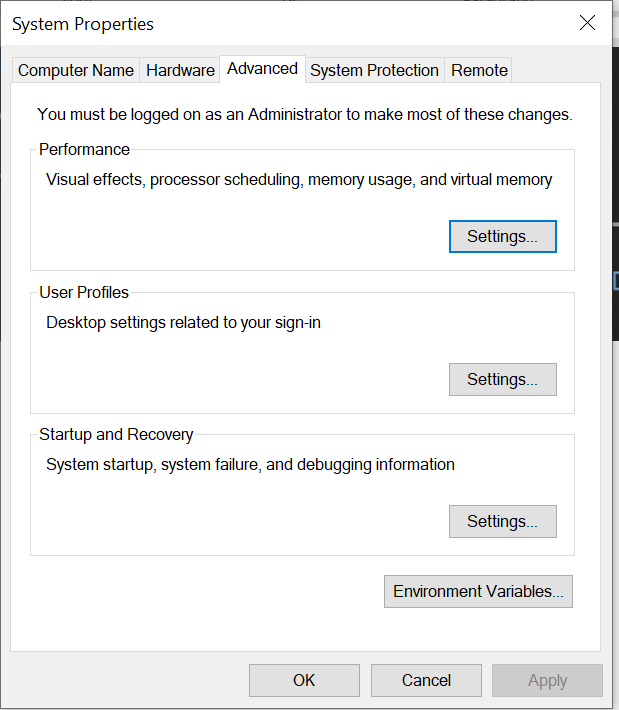 System Properties
Computer Name Hardware Advanced System Protection Remote
You must be logged on as an Administrator to make most of these changes.
Performance
Visual effects, processor scheduling, memory usage, and virtual memory
Settings...
User Profiles
Desktop settings related to your sign-in
Settings...
Startup and Recovery
System startup, system failure, and debugging information
Settings...
Environment Variables...
OK Cancel Apply